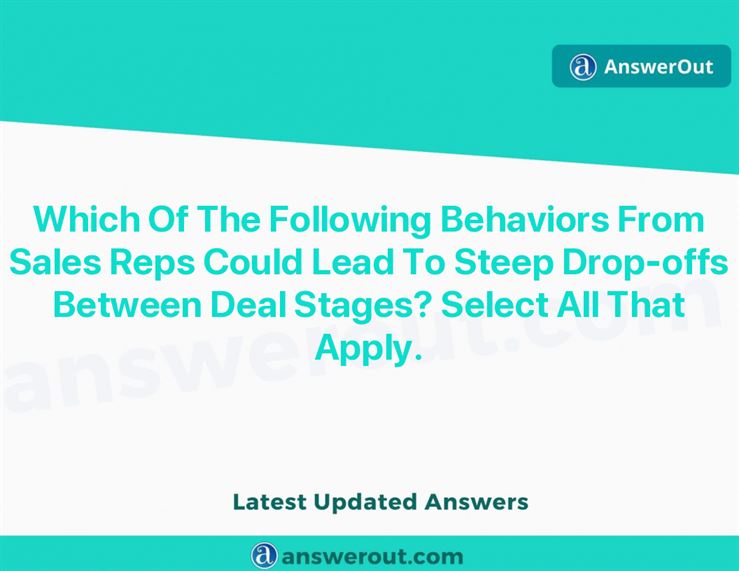 AnswerOut
Which Of The Following Behaviors From
Sales Reps Could Lead To Steep Drop-offs
Between Deal Stages? Select All That
Apply.
answerout.com
Latest Updated Answers
answerout.com